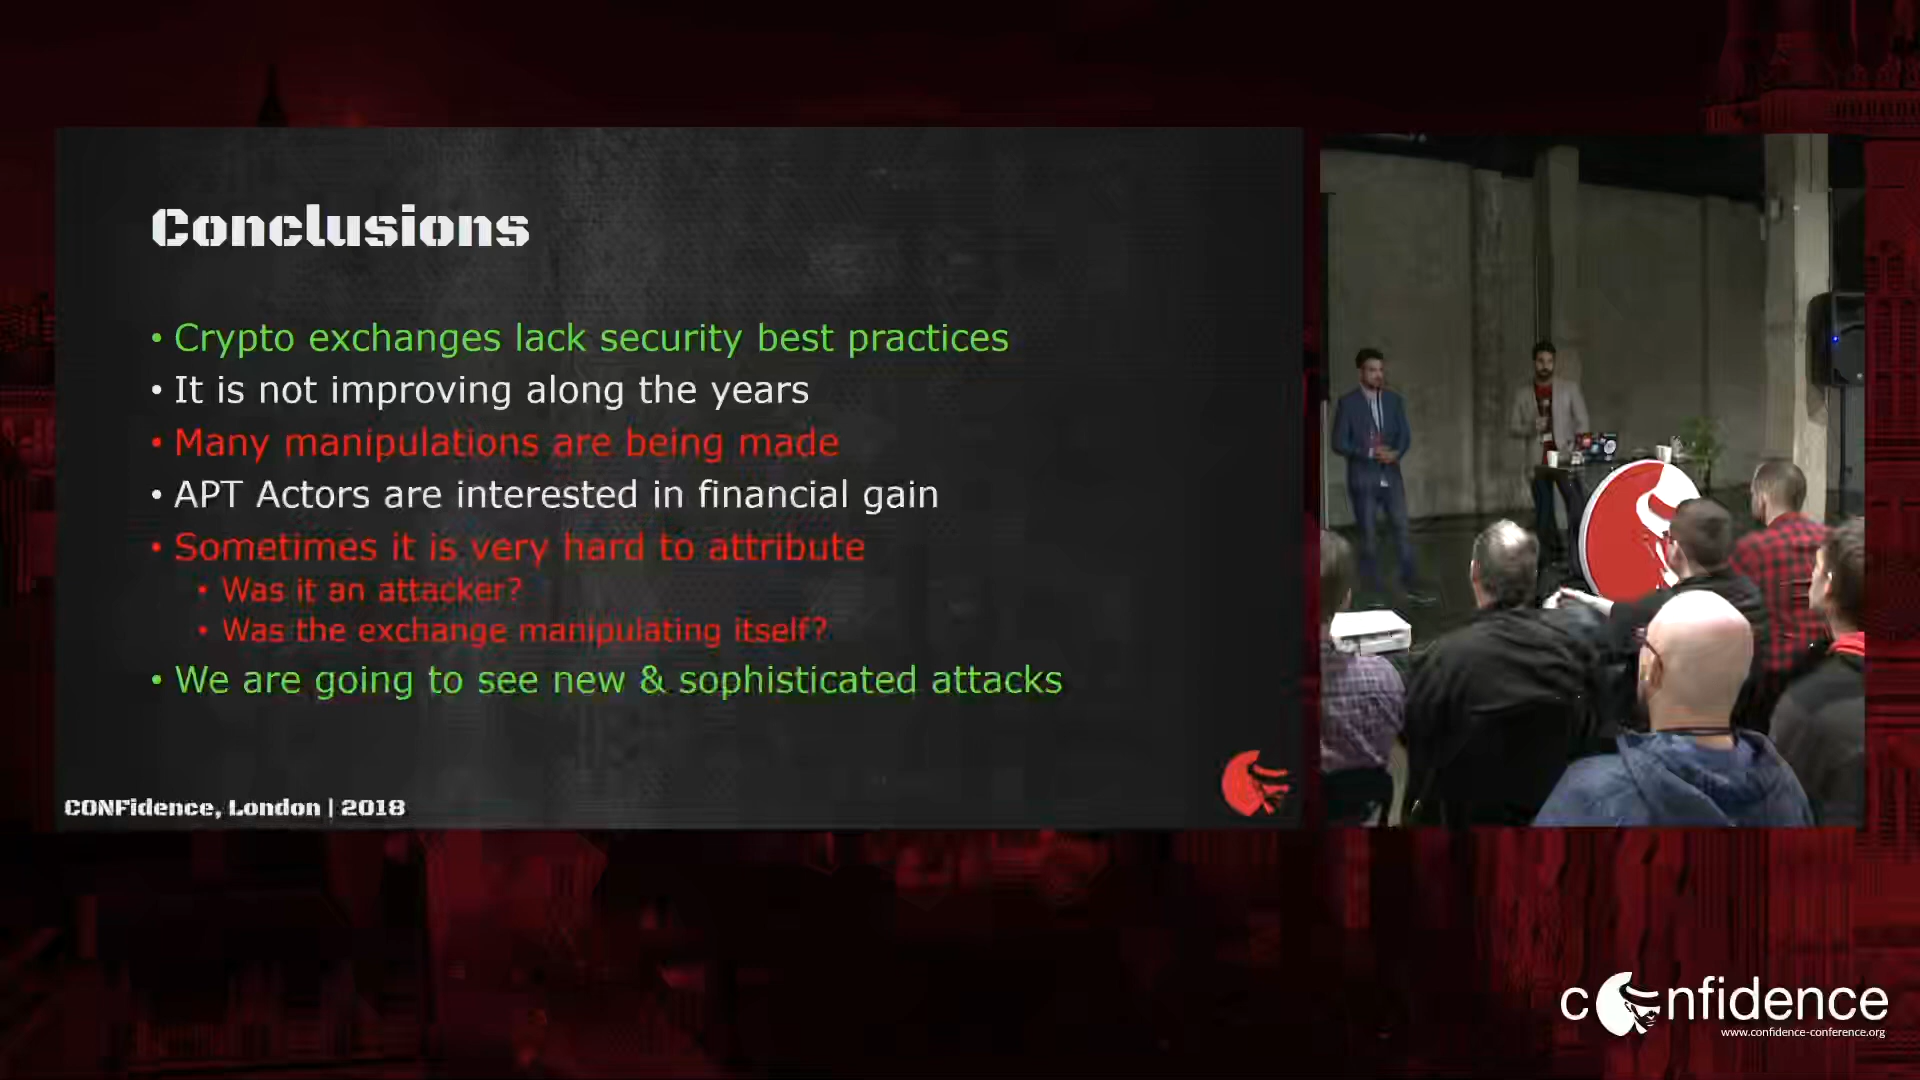 Conclusions
• Crypto exchanges lack security best practices
• It is not improving along the years
• Many manipulations are being made
• APT Actors are interested in financial gain
• Sometimes it is very hard to attribute
• Was it an attacker?
• Was the exchange manipulating itself?
• We are going to see new & sophisticated attacks
CONFidence, London | 2018
confidence
www.confidence-conference.org